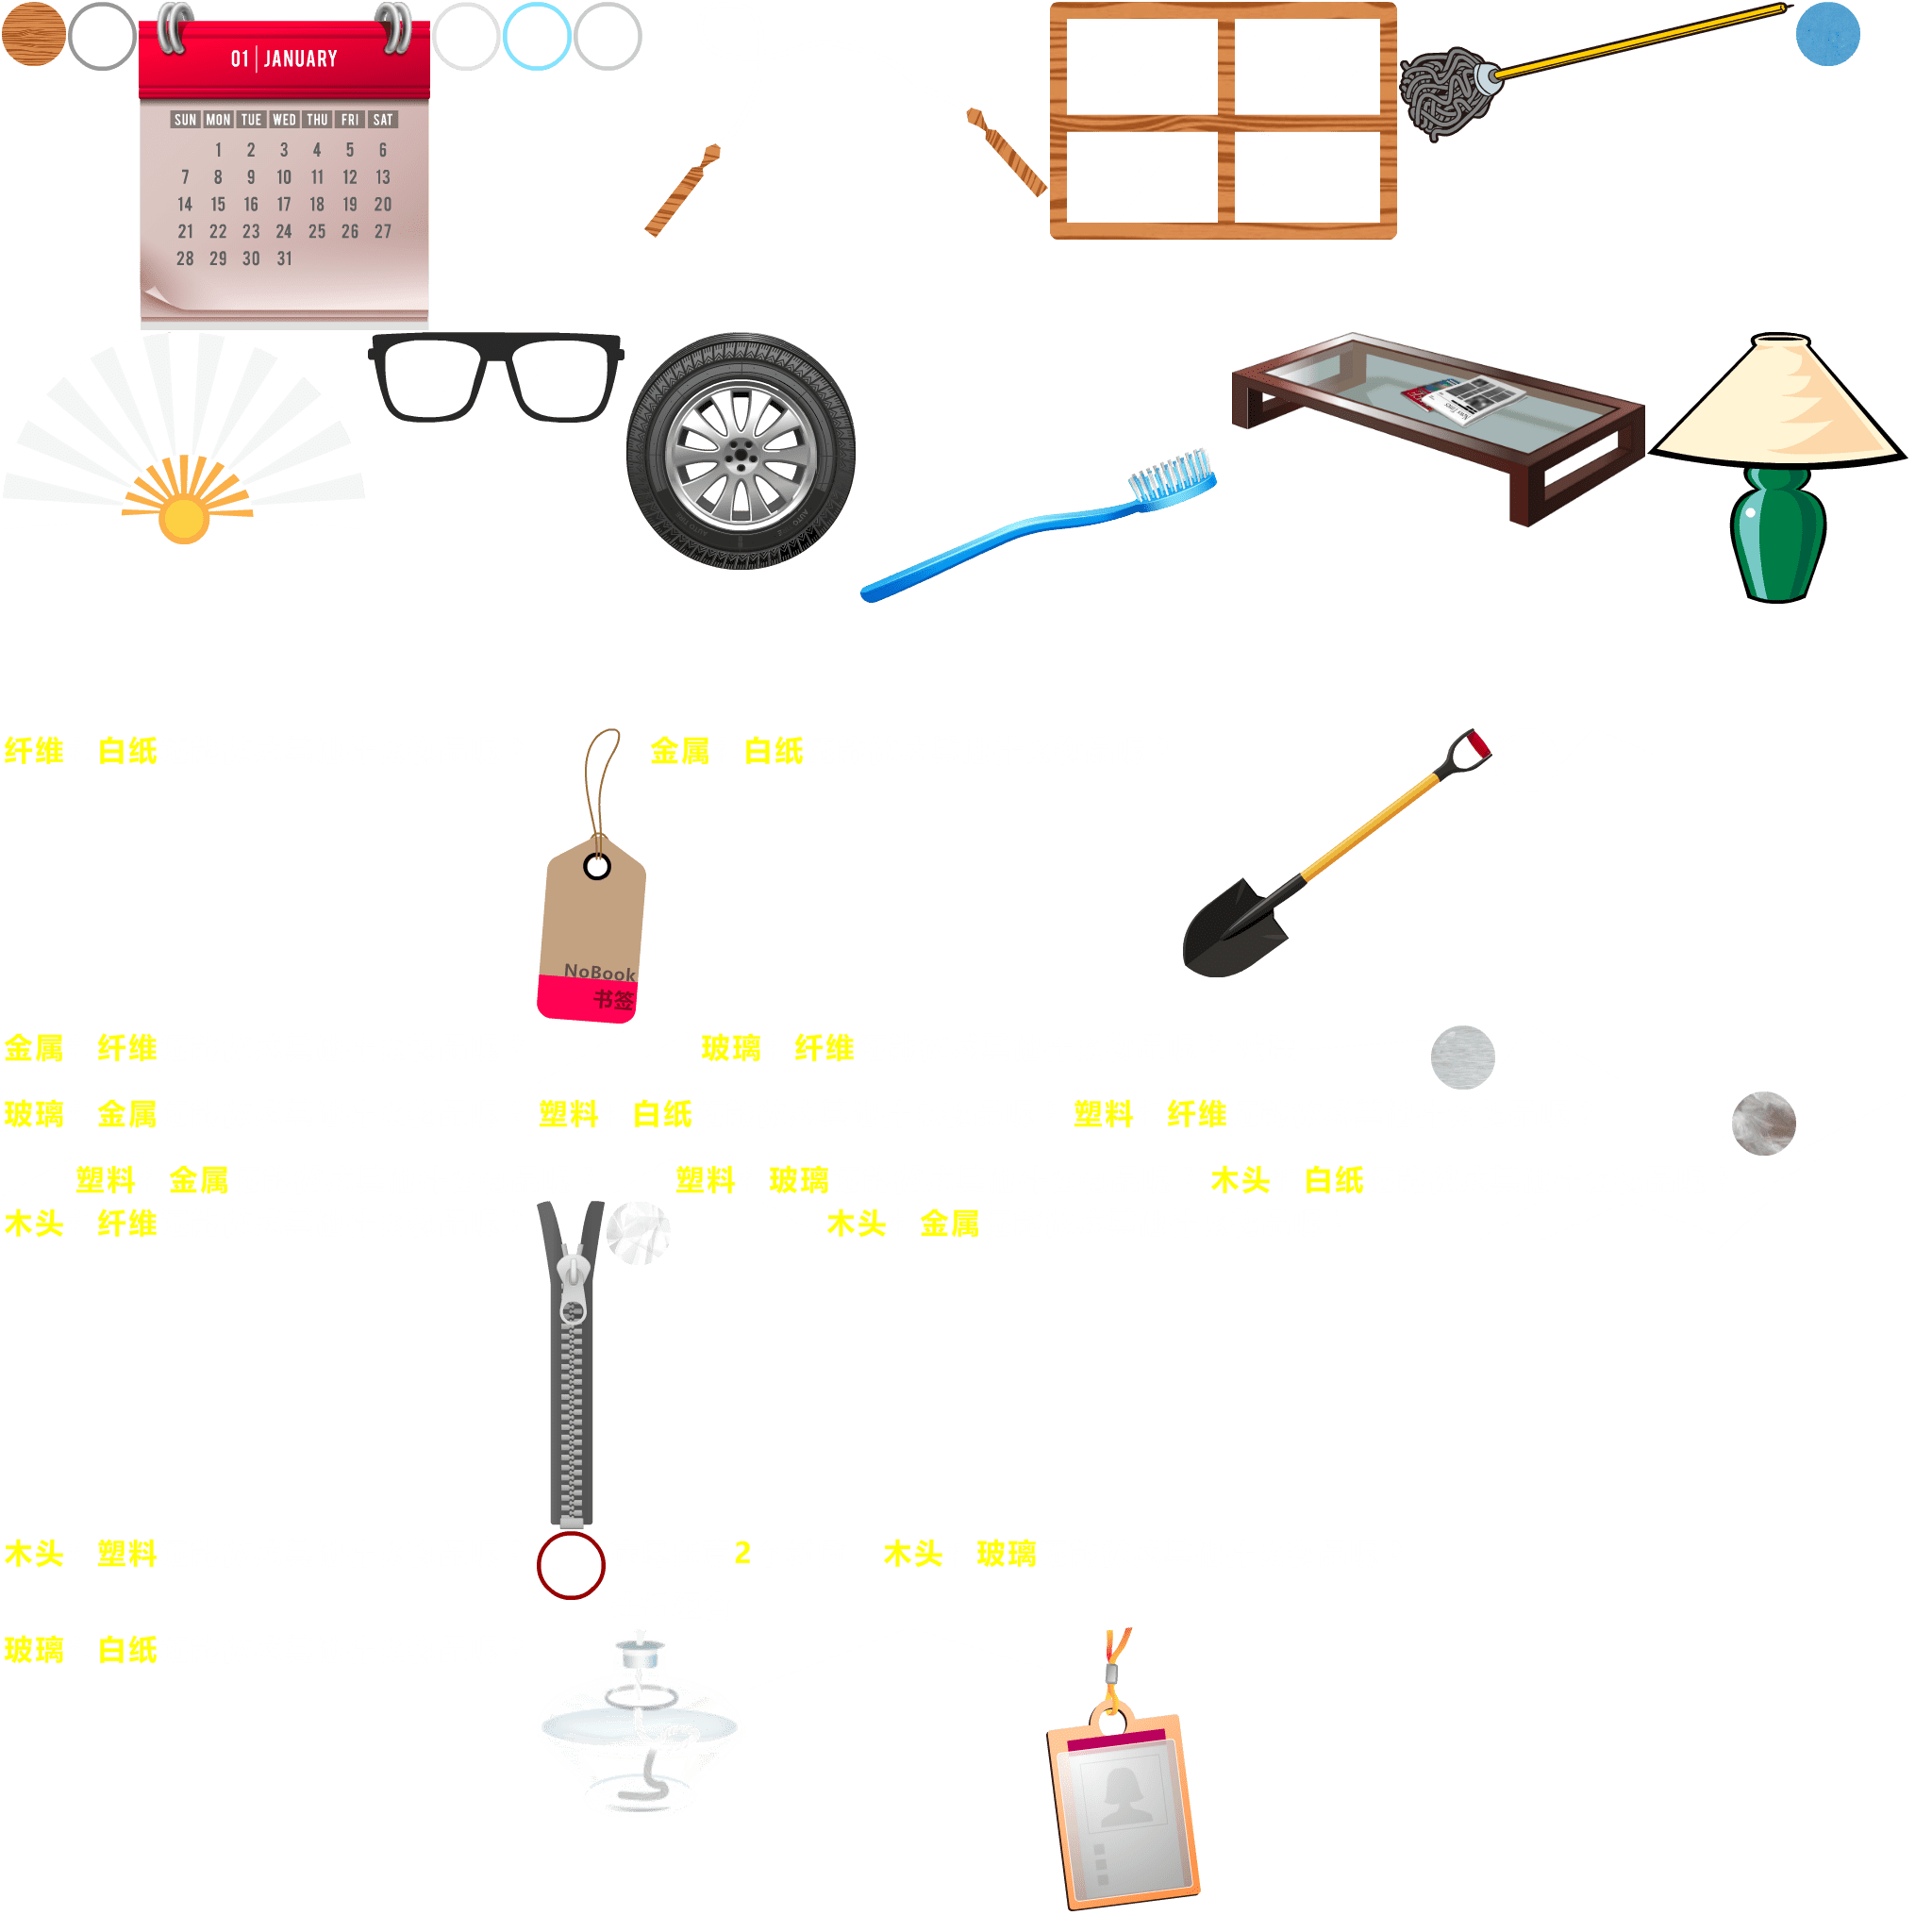 01 JANUARY
SUN MON TUE WED THU FRI SAT
1 2 3 4 5 6
7 8 9 10 11 12 13
14 15 16 17 18 19 20
21 22 23 24 25 26 27
28 29 30 31
纤维 白纸
金属 白纸
NoBook
书签
金属 纤维
玻璃 纤维
玻璃 金属
塑料 白纸
塑料 纤维
塑料 金属
塑料 玻璃
木头 白纸
木头 纤维
木头 金属
木头 塑料
2
木头 玻璃
玻璃 白纸